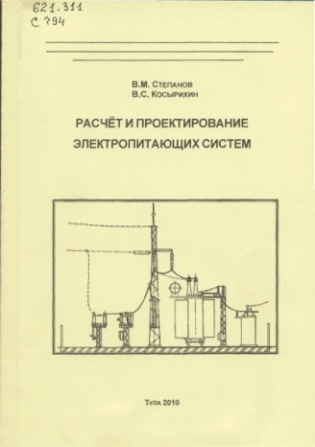 621.311
С 794
В.М. Степанов
В.С. Косырихин
РАСЧЁТ И ПРОЕКТИРОВАНИЕ
ЭЛЕКТРОПИТАЮЩИХ СИСТЕМ
Тула 2010